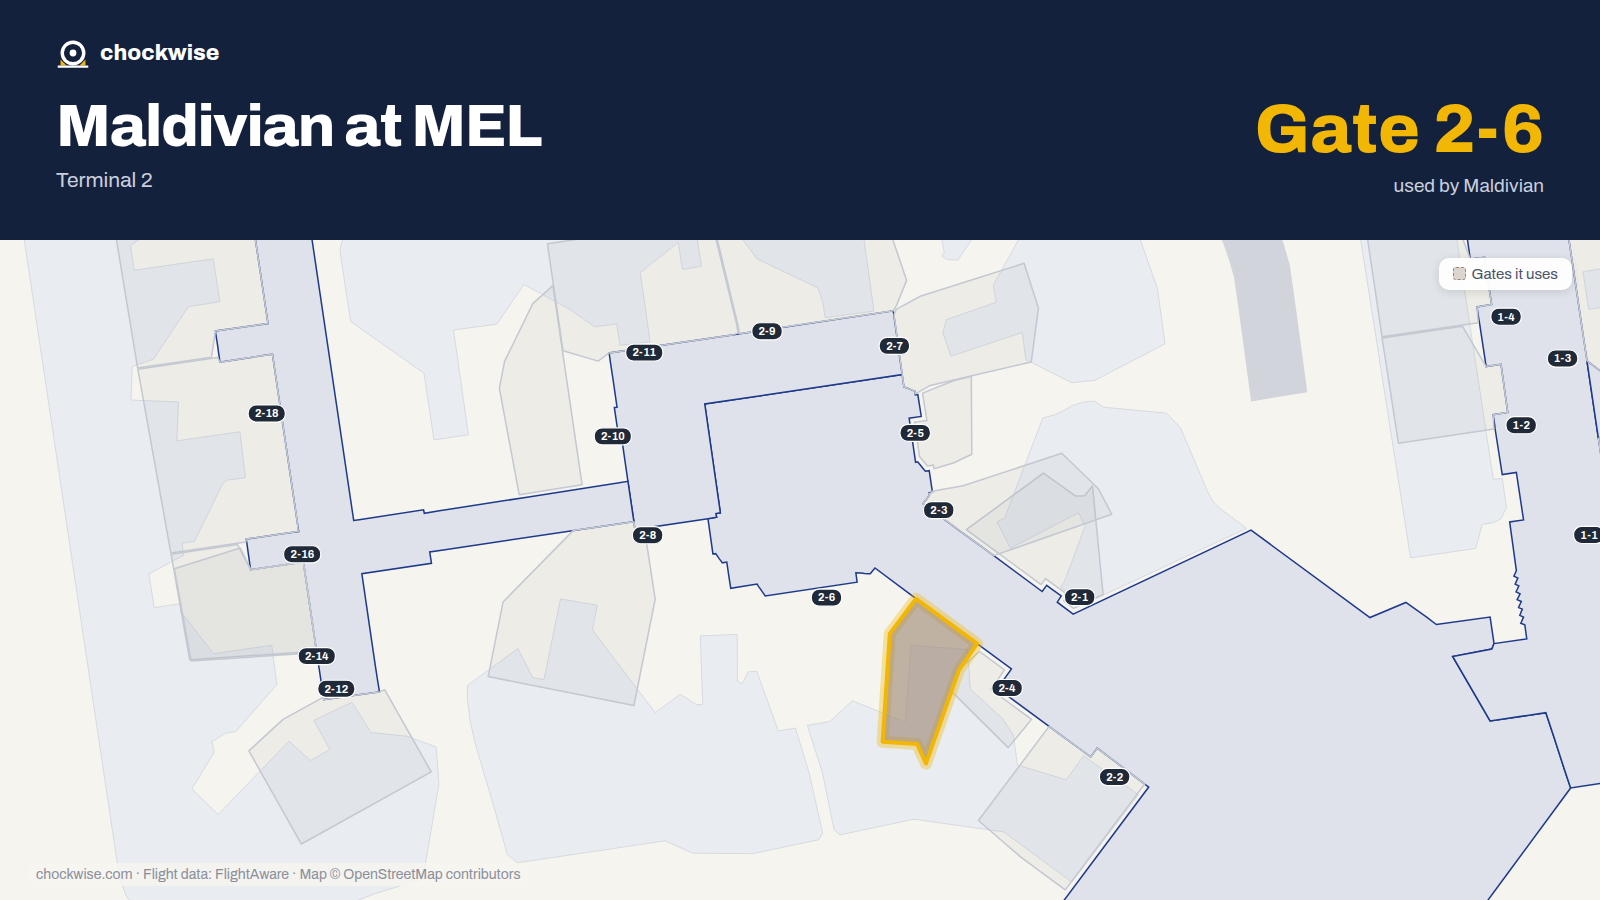 chockwise
Maldivian at MEL
Terminal 2
Gate 2-6
used by Maldivian
Gates it uses
1-4
2-9
2-7
2-11
1-3
2-18
1-2
2-5
2-10
2-3
2-8
1-1
2-16
2-6
2-1
2-14
2-12
2-4
2-2
chockwise.com · Flight data: FlightAware · Map © OpenStreetMap contributors